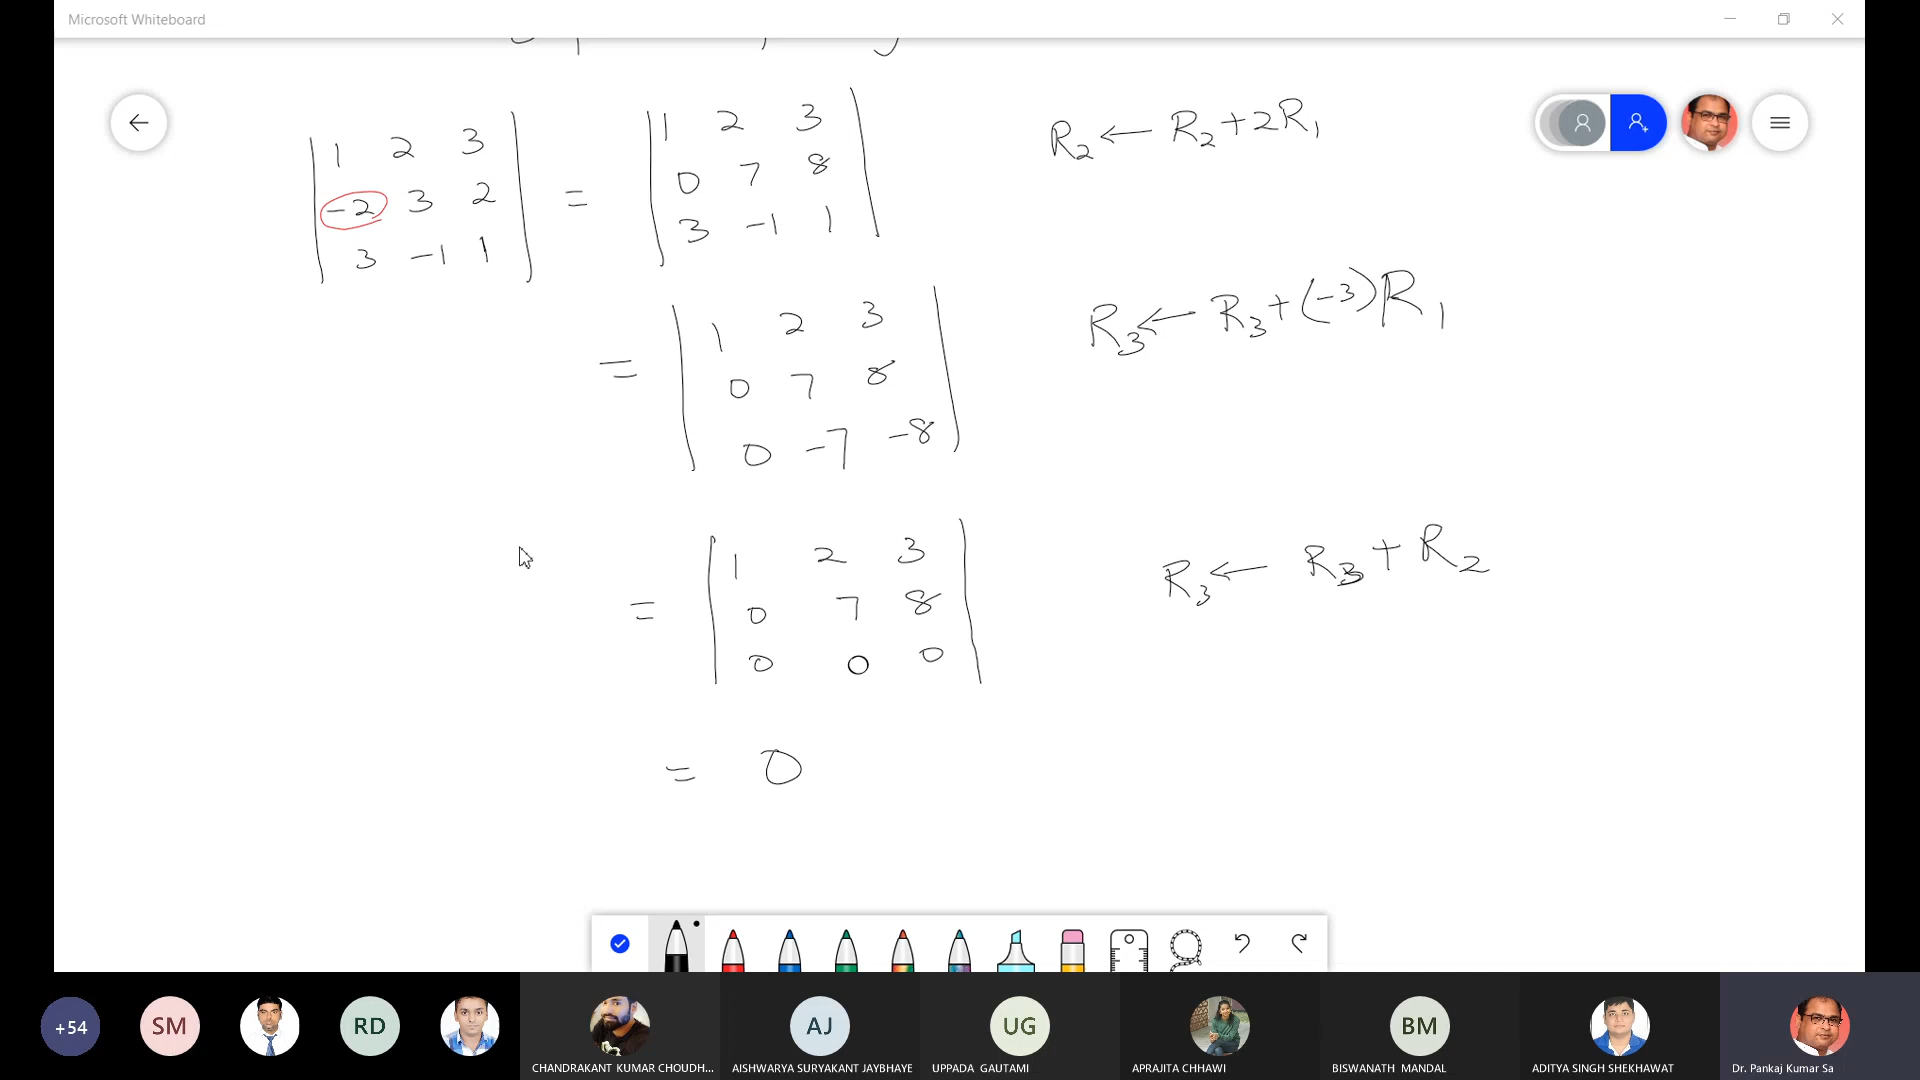 Microsoft Whiteboard
| 1 2 3 | = | 1 2 3 | R₂ ← R₂ + 2R₁
| -2 3 2 | | 0 7 8 |
| 3 -1 1 | | 3 -1 1 |
= | 1 2 3 | R₃ ← R₃ + (-3)R₁
| 0 7 8 |
| 0 -7 -8 |
= | 1 2 3 | R₃ ← R₃ + R₂
| 0 7 8 |
| 0 0 0 |
= 0
+54
SM
RD
AJ
UG
BM
CHANDRAKANT KUMAR CHOUDH...
AISHWARYA SURYAKANT JAYBHAYE
UPPADA GAUTAMI
APRAJITA CHHAWI
BISWANATH MANDAL
ADITYA SINGH SHEKHAWAT
Dr. Pankaj Kumar Sa